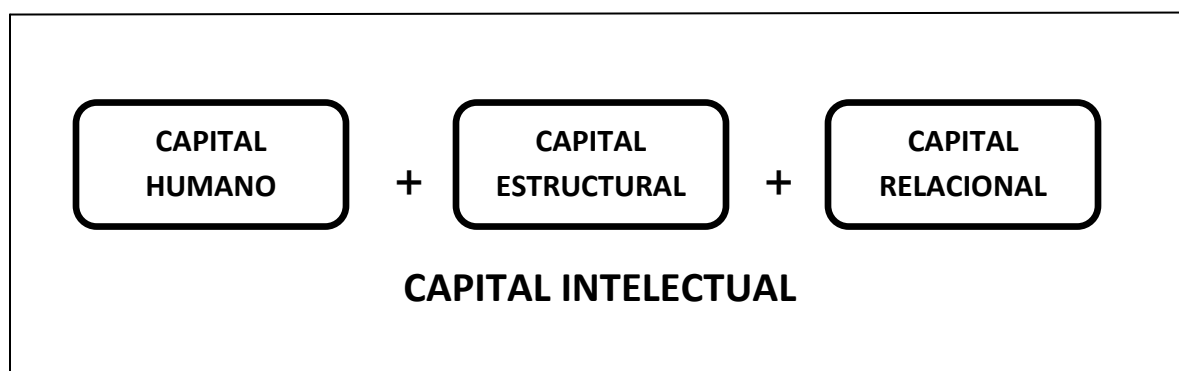 CAPITAL
HUMANO
+
CAPITAL
ESTRUCTURAL
+
CAPITAL
RELACIONAL
CAPITAL INTELECTUAL